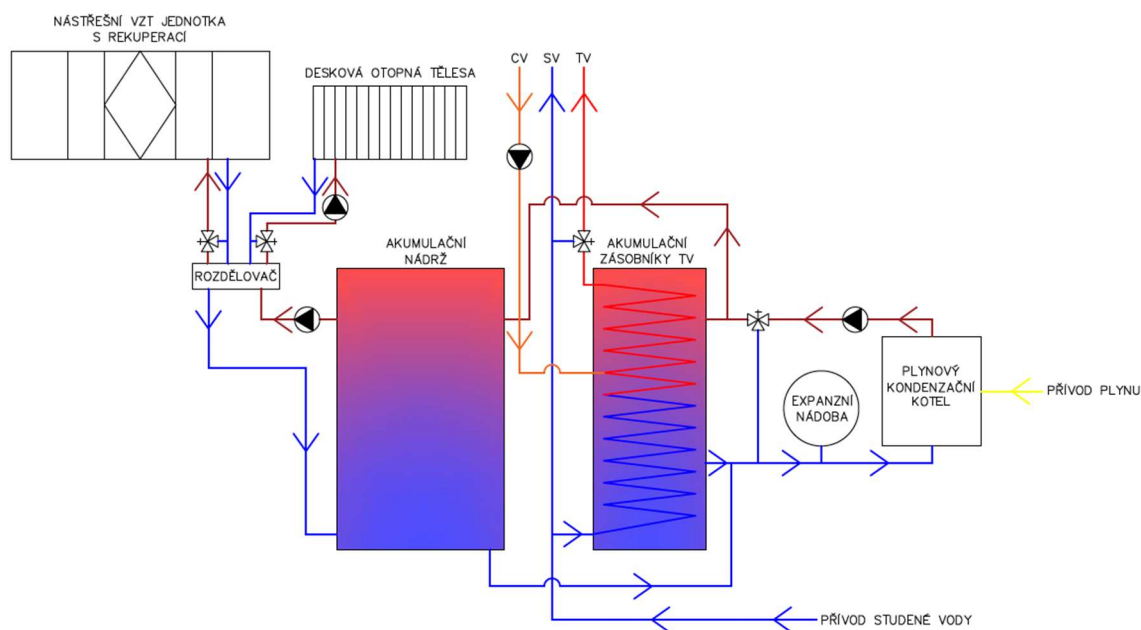 NÁSTŘEŠNÍ VZT JEDNOTKA
S REKUPERACÍ
DESKOVÁ OTOPNÁ TĚLESA
CV
SV
TV
ROZDĚLOVAČ
AKUMULAČNÍ
NÁDRŽ
AKUMULAČNÍ
ZÁSOBNÍKY TV
EXPANZNÍ
NÁDOBA
PLYNOVÝ
KONDENZAČNÍ
KOTEL
PŘÍVOD PLYNU
PŘÍVOD STUDENÉ VODY